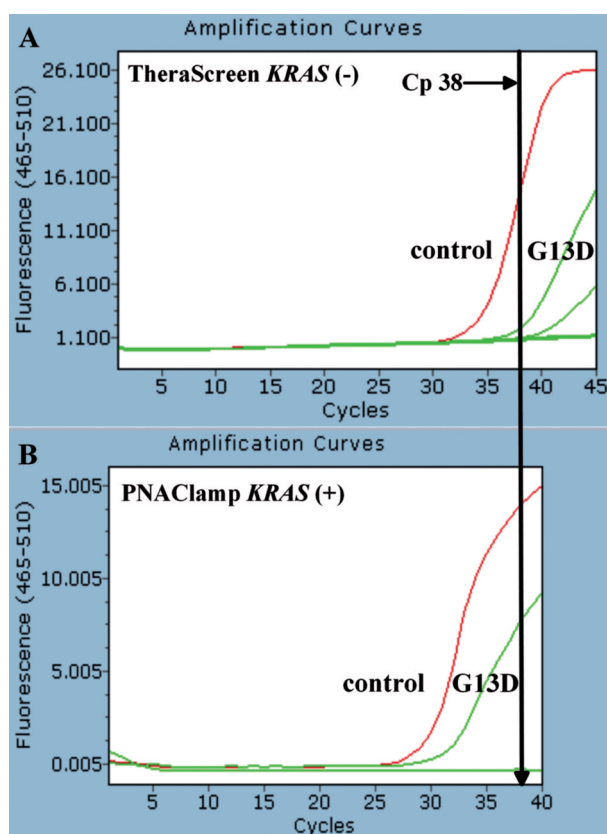 A
Amplification Curves
TheraScreen KRAS (-)
Cp 38
control
G13D
Fluorescence (465-510)
26.100
21.100
16.100
11.100
6.100
1.100
5 10 15 20 25 30 35 40 45
Cycles
B
Amplification Curves
PNAClamp KRAS (+)
control
G13D
Fluorescence (465-510)
15.005
10.005
5.005
0.005
5 10 15 20 25 30 35 40
Cycles